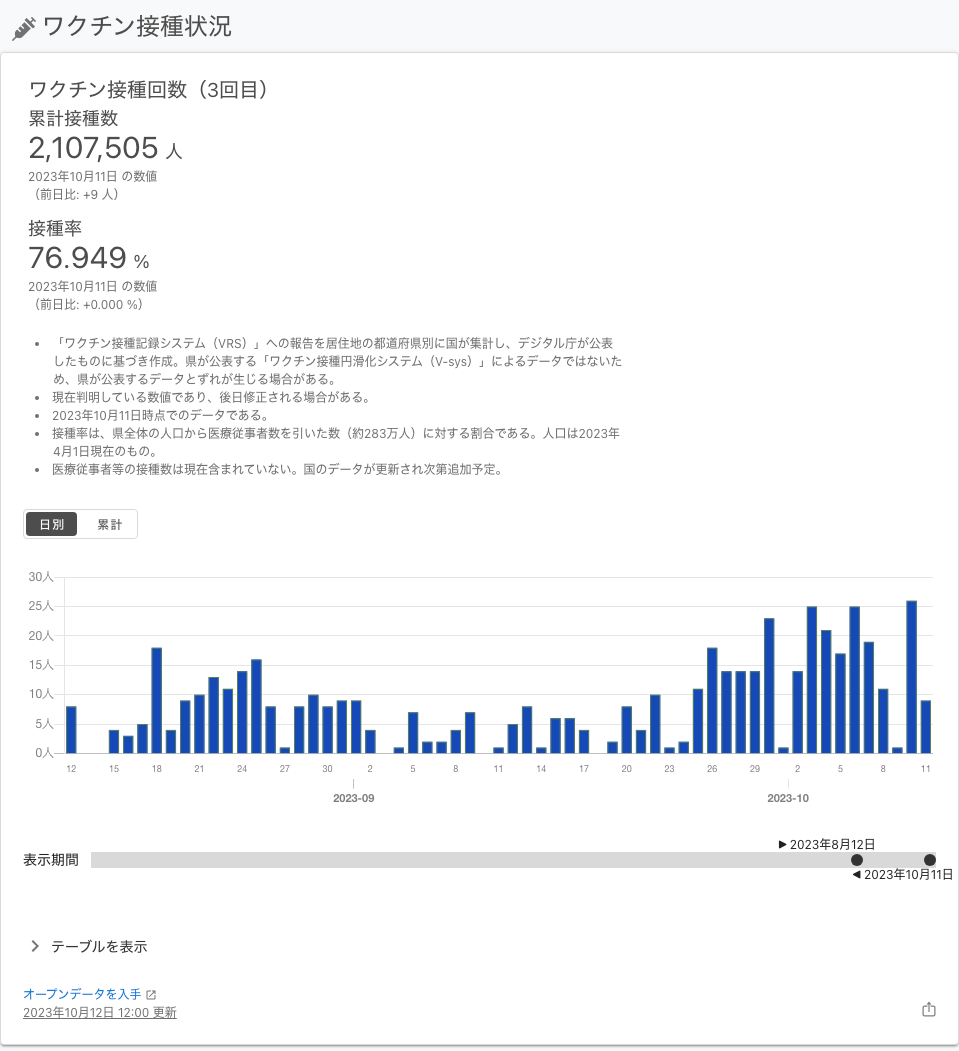 ワクチン接種状況
ワクチン接種回数（3回目）
累計接種数
2,107,505 人
2023年10月11日 の数値
（前日比: +9 人）
接種率
76.949 %
2023年10月11日 の数値
（前日比: +0.000 %）
• 「ワクチン接種記録システム（VRS）」への報告を居住地の都道府県別に国が集計し、デジタル庁が公表
したものに基づき作成。県が公表する「ワクチン接種円滑化システム（V-sys）」によるデータではないた
め、県が公表するデータとずれが生じる場合がある。
• 現在判明している数値であり、後日修正される場合がある。
• 2023年10月11日時点でのデータである。
• 接種率は、県全体の人口から医療従事者数を引いた数（約283万人）に対する割合である。人口は2023年
4月1日現在のもの。
• 医療従事者等の接種数は現在含まれていない。国のデータが更新され次第追加予定。
日別 累計
30人
25人
20人
15人
10人
5人
0人
12 15 18 21 24 27 30 2 5 8 11 14 17 20 23 26 29 2 5 8 11
2023-09 2023-10
▶ 2023年8月12日
表示期間
◀ 2023年10月11日
テーブルを表示
オープンデータを入手
2023年10月12日 12:00 更新